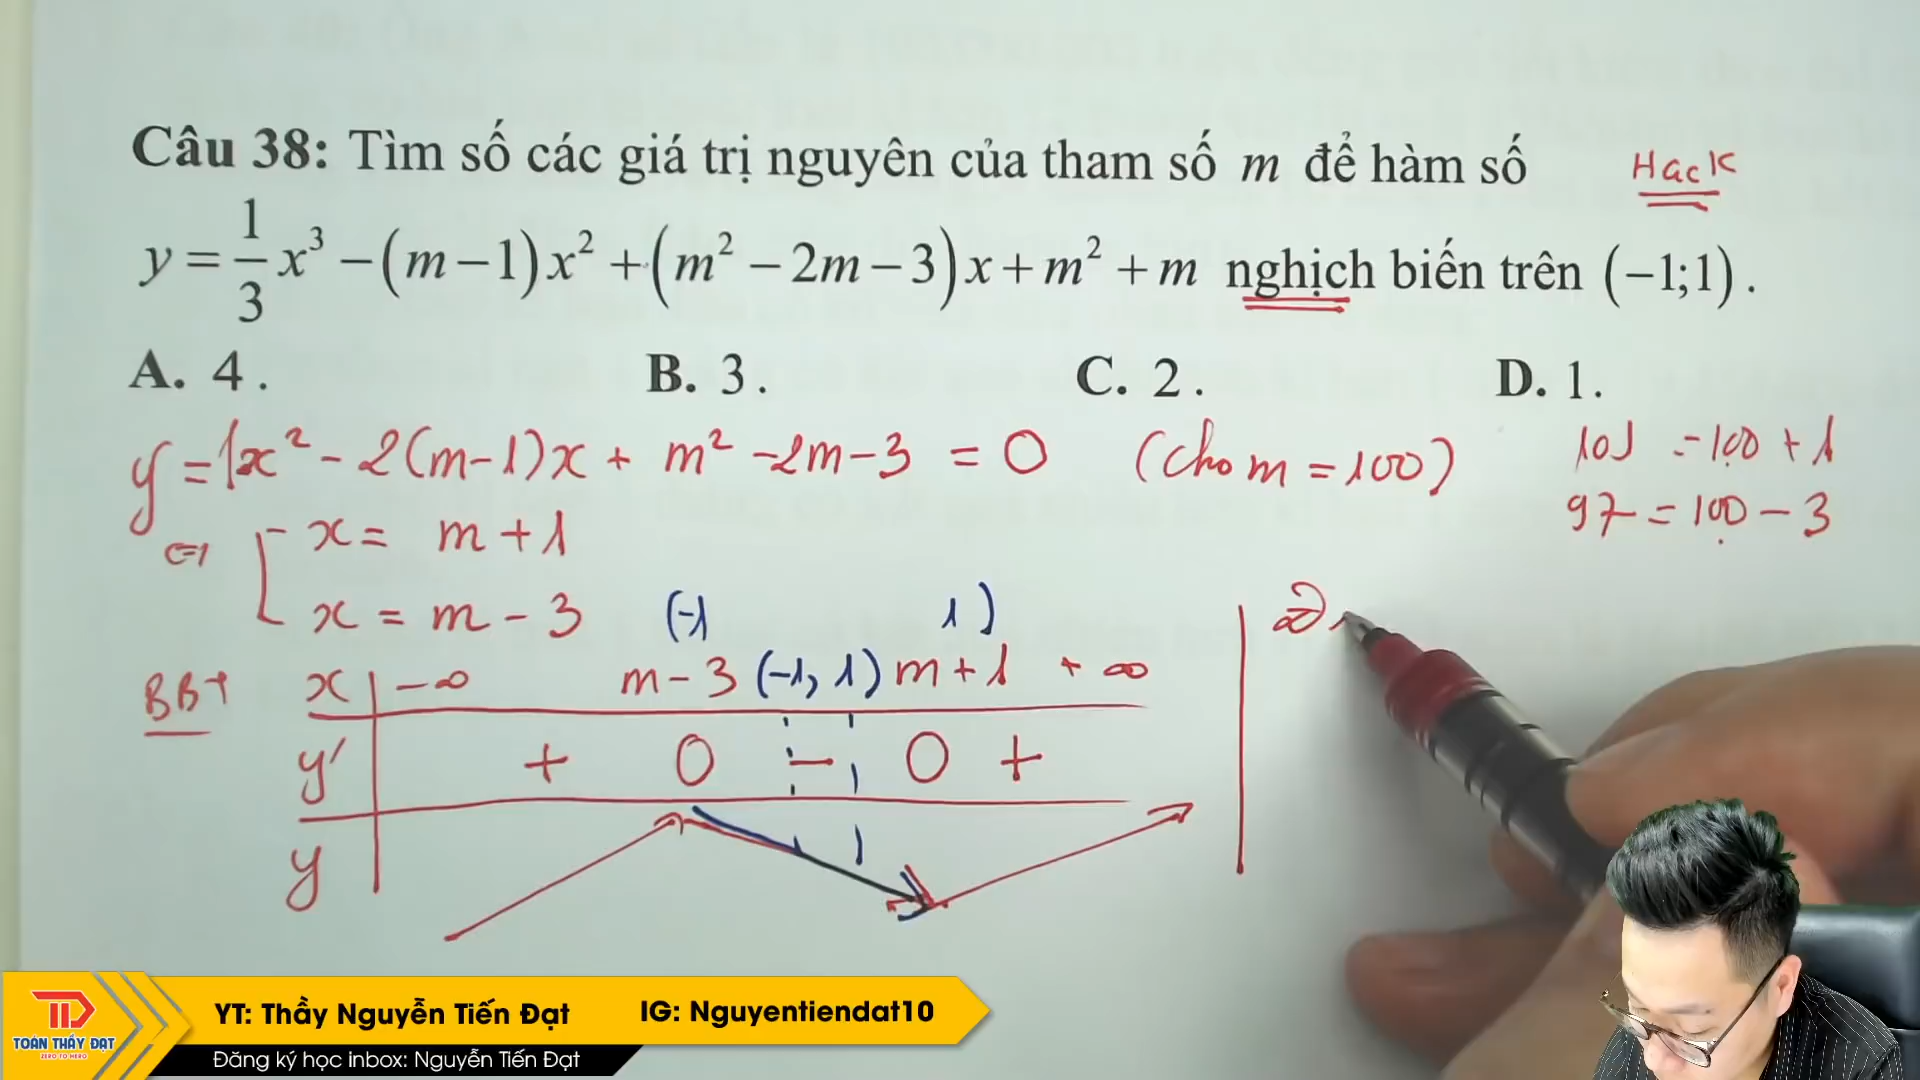 Câu 38: Tìm số các giá trị nguyên của tham số m để hàm số
Hack
y = 1/3 x³ − (m−1)x² + (m² − 2m − 3)x + m² + m nghịch biến trên (−1;1).
A. 4. B. 3. C. 2. D. 1.
y' = 1x² - 2(m-1)x + m² - 2m - 3 = 0 (cho m = 100)
101 = 100 + 1
97 = 100 - 3
x = m + 1
x = m - 3
(-1 1)
BBT x -∞ m-3 (-1, 1) m+1 +∞
y' + 0 - 0 +
y
TD
TOÁN THẦY ĐẠT
ZERO TO HERO
YT: Thầy Nguyễn Tiến Đạt IG: Nguyentiendat10
Đăng ký học inbox: Nguyễn Tiến Đạt